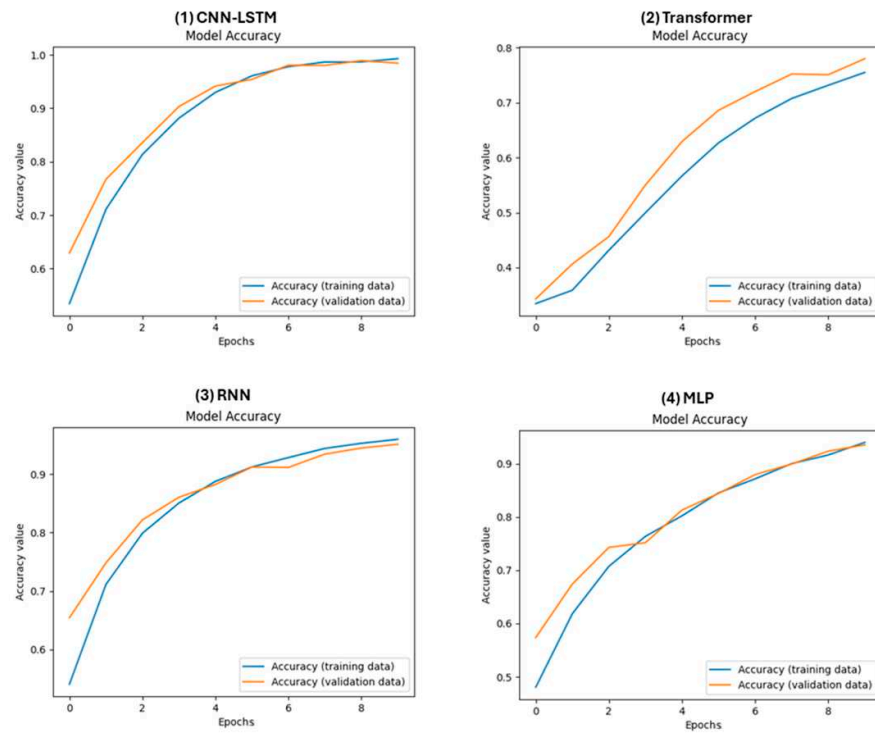 (1) CNN-LSTM
Model Accuracy
1.0
0.9
0.8
0.7
0.6
Accuracy value
0 2 4 6 8
Epochs
Accuracy (training data)
Accuracy (validation data)
(2) Transformer
Model Accuracy
0.8
0.7
0.6
0.5
0.4
Accuracy value
0 2 4 6 8
Epochs
Accuracy (training data)
Accuracy (validation data)
(3) RNN
Model Accuracy
0.9
0.8
0.7
0.6
Accuracy value
0 2 4 6 8
Epochs
Accuracy (training data)
Accuracy (validation data)
(4) MLP
Model Accuracy
0.9
0.8
0.7
0.6
0.5
Accuracy value
0 2 4 6 8
Epochs
Accuracy (training data)
Accuracy (validation data)